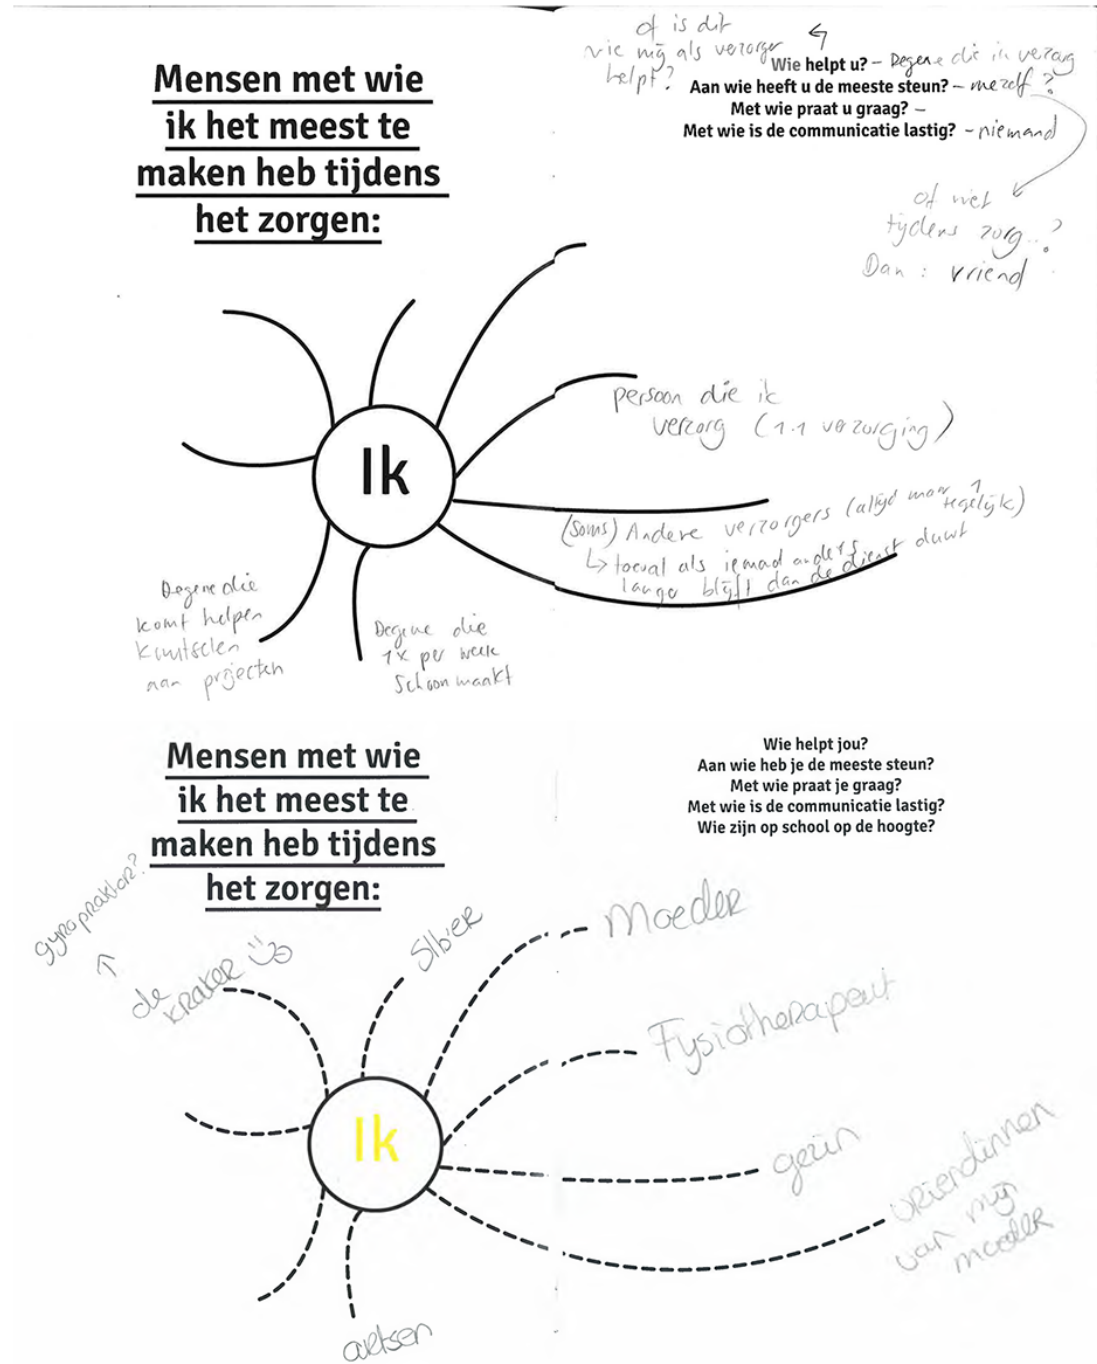 Mensen met wie
ik het meest te
maken heb tijdens
het zorgen:
of is dit
wie mij als verzorger
helpt?
Wie helpt u? – Degene die ik verzorg
Aan wie heeft u de meeste steun? – mezelf?
Met wie praat u graag? –
Met wie is de communicatie lastig? – niemand
of niet
tijdens zorg..?
Dan: vriend
Ik
persoon die ik
verzorg (1.1 verzorging)
(soms) Andere verzorgers (altijd maar 1
tegelijk)
↳ toeval als iemad anders
langer blijft dan de dienst duwt
Degene die
komt helpen
knutselen
aan projecten
Degene die
1x per week
Schoonmaakt
Mensen met wie
ik het meest te
maken heb tijdens
het zorgen:
Wie helpt jou?
Aan wie heb je de meeste steun?
Met wie praat je graag?
Met wie is de communicatie lastig?
Wie zijn op school op de hoogte?
gyropraktor?
de
kraker
Moeder
Fysiotherapeut
Ik
gezin
vriendinnen
van mijn
moeder
artsen